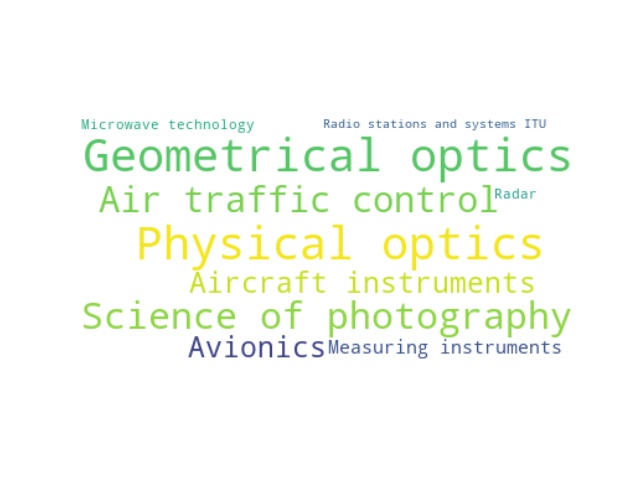 Microwave technology Radio stations and systems ITU
Geometrical optics
Air traffic control Radar
Physical optics
Aircraft instruments
Science of photography
Avionics Measuring instruments